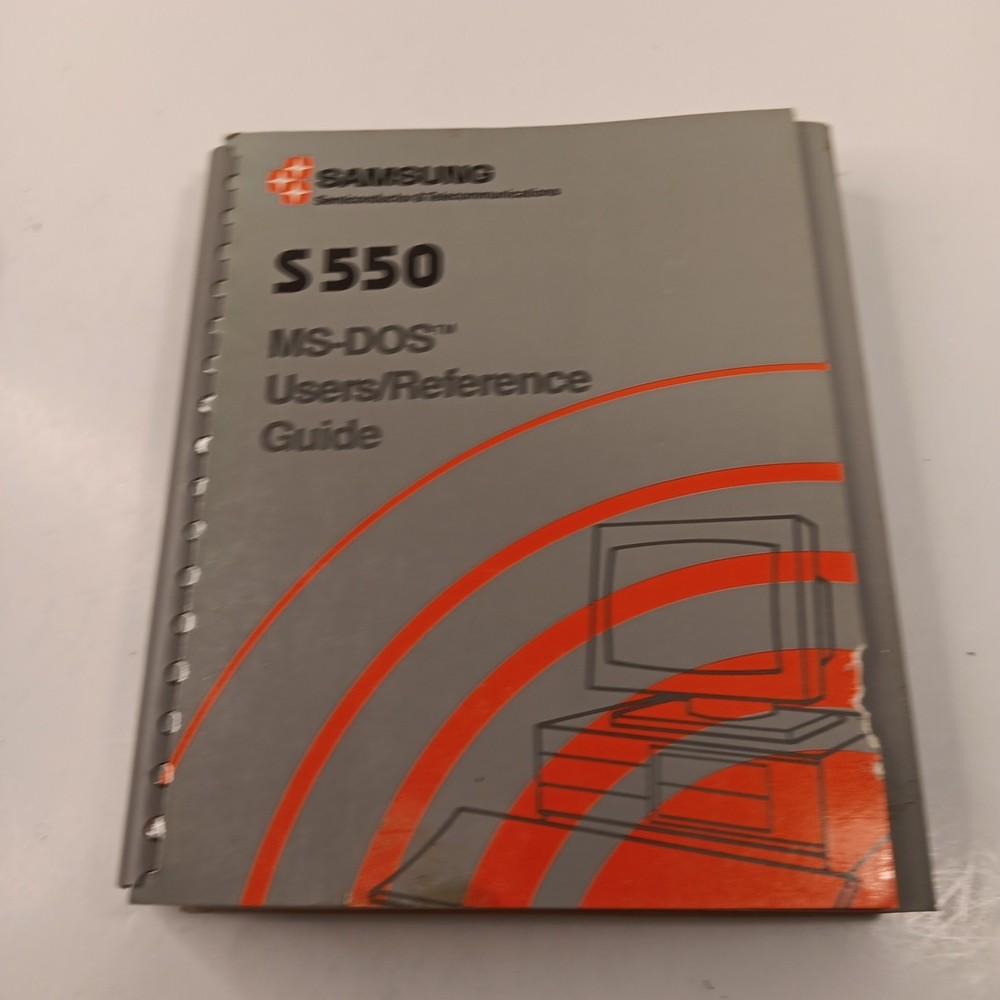 SAMSUNG
Semiconductor & Telecommunications
S550
MS-DOS™
Users/Reference
Guide